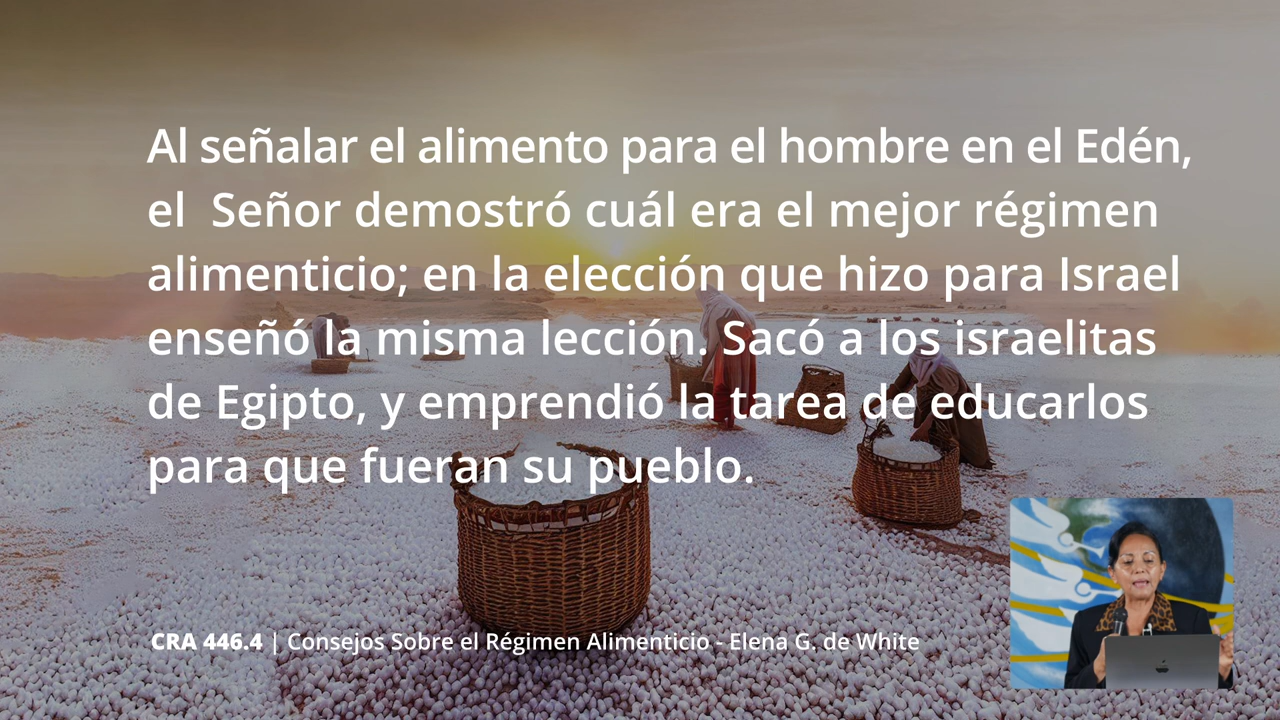 Al señalar el alimento para el hombre en el Edén,
el  Señor demostró cuál era el mejor régimen
alimenticio; en la elección que hizo para Israel
enseñó la misma lección. Sacó a los israelitas
de Egipto, y emprendió la tarea de educarlos
para que fueran su pueblo.
CRA 446.4 | Consejos Sobre el Régimen Alimenticio - Elena G. de White